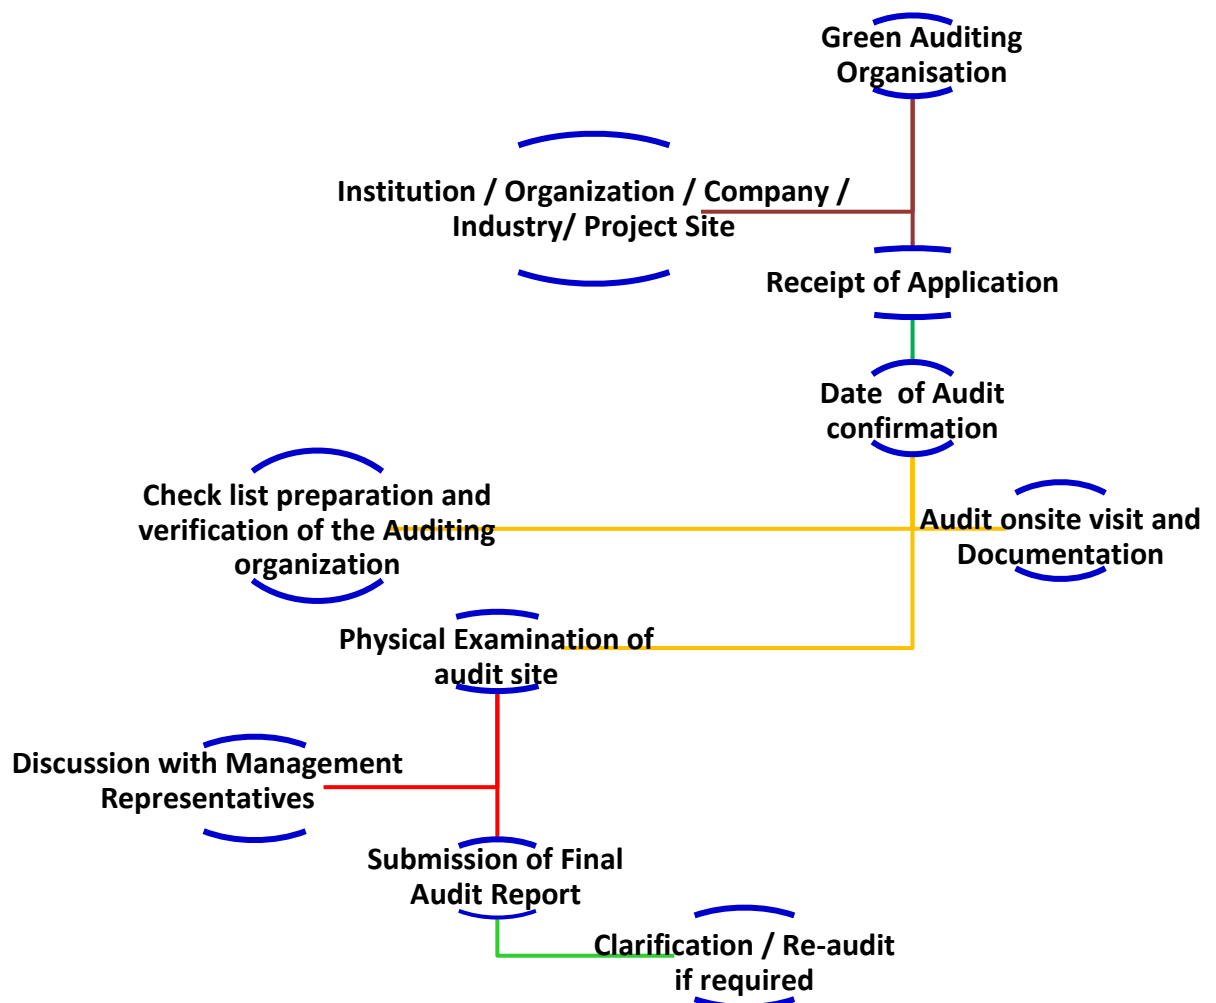 Green Auditing
Organisation
Institution / Organization / Company /
Industry/ Project Site
Receipt of Application
Date  of Audit
confirmation
Check list preparation and
verification of the Auditing
organization
Audit onsite visit and
Documentation
Physical Examination of
audit site
Discussion with Management
Representatives
Submission of Final
Audit Report
Clarification / Re-audit
if required